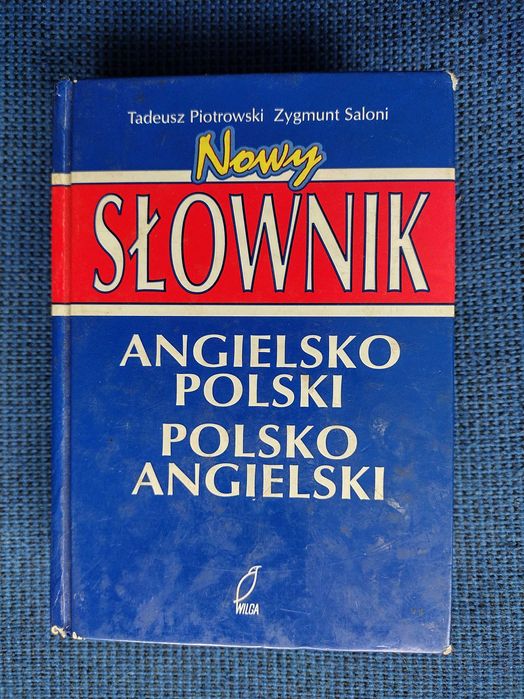 Tadeusz Piotrowski Zygmunt Saloni
Nowy
SŁOWNIK
ANGIELSKO
POLSKI
POLSKO
ANGIELSKI
WILGA